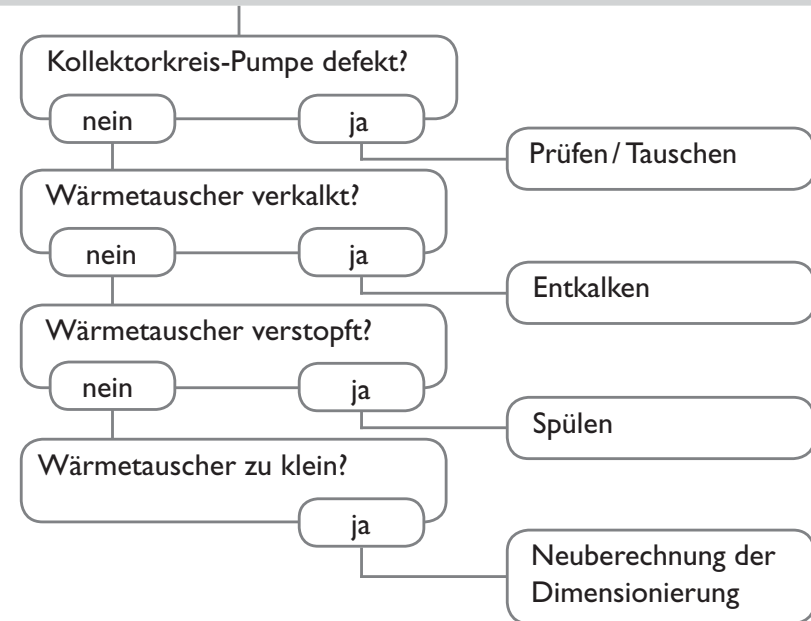 Kollektorkreis-Pumpe defekt?
nein
ja
Prüfen / Tauschen
Wärmetauscher verkalkt?
nein
ja
Entkalken
Wärmetauscher verstopft?
nein
ja
Spülen
Wärmetauscher zu klein?
ja
Neuberechnung der
Dimensionierung